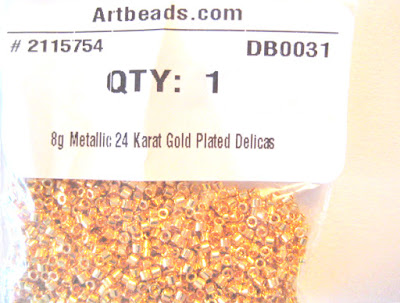 Artbeads.com
# 2115754 DB0031
QTY: 1
8g Metallic 24 Karat Gold Plated Delicas